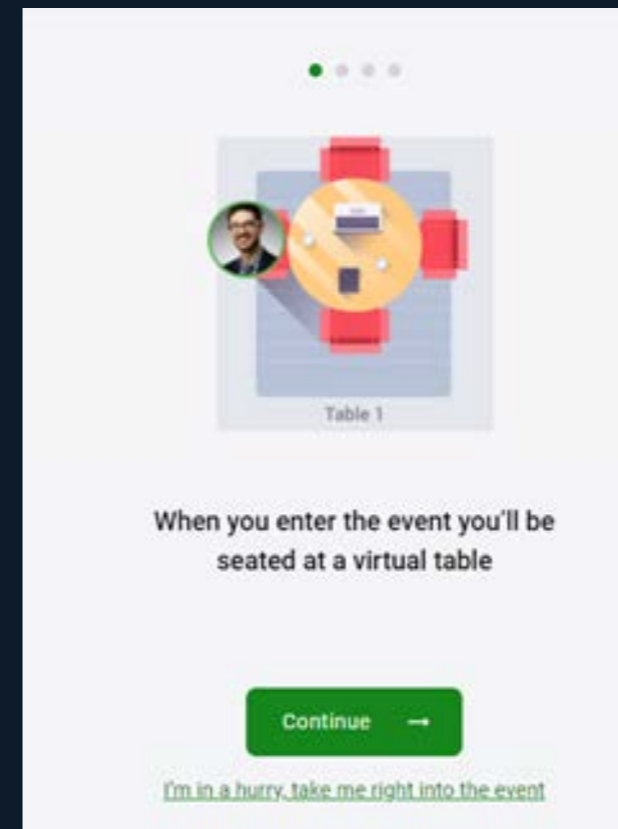 Table 1
When you enter the event you'll be
seated at a virtual table
Continue →
I'm in a hurry, take me right into the event